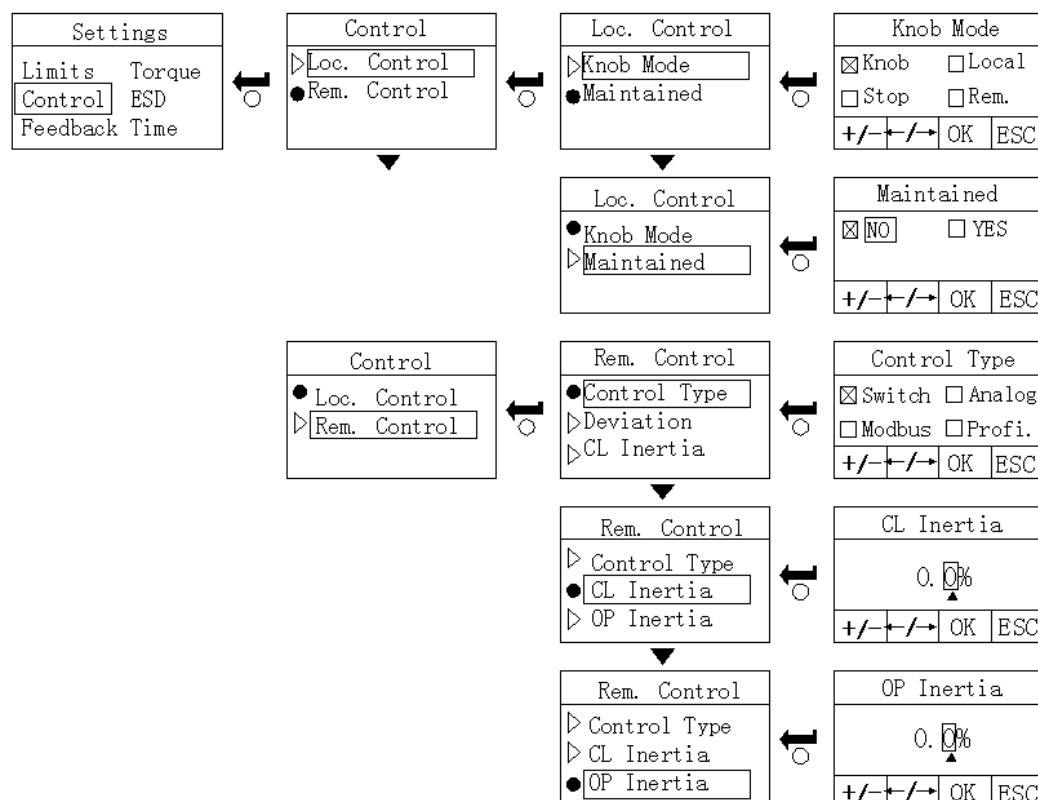 Settings
Limits Torque
Control ESD
Feedback Time
Control
Loc. Control
Rem. Control
Loc. Control
Knob Mode
Maintained
Knob Mode
Knob Local
Stop Rem.
+/- ←/→ OK ESC
Loc. Control
Knob Mode
Maintained
Maintained
NO YES
+/- ←/→ OK ESC
Control
Loc. Control
Rem. Control
Rem. Control
Control Type
Deviation
CL Inertia
Control Type
Switch Analog
Modbus Profi.
+/- ←/→ OK ESC
Rem. Control
Control Type
CL Inertia
OP Inertia
CL Inertia
0.0%
+/- ←/→ OK ESC
Rem. Control
Control Type
CL Inertia
OP Inertia
OP Inertia
0.0%
+/- ←/→ OK ESC